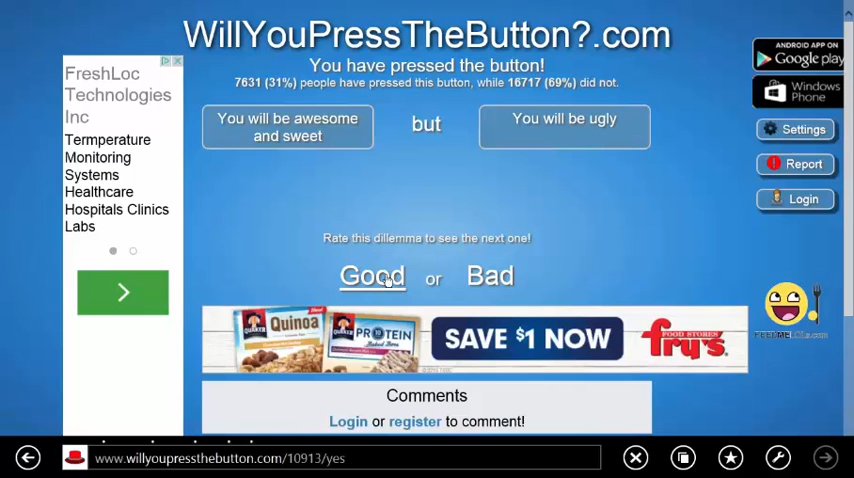 WillYouPressTheButton?.com
You have pressed the button!
7631 (31%) people have pressed this button, while 16717 (69%) did not.
You will be awesome
and sweet
but
You will be ugly
Rate this dillemma to see the next one!
Good or Bad
FreshLoc
Technologies
Inc
Termperature
Monitoring
Systems
Healthcare
Hospitals Clinics
Labs
ANDROID APP ON
Google play
Windows
Phone
Settings
Report
Login
FEEDMELOLS.com
QUAKER
Quinoa
QUAKER
PROTEIN
SAVE $1 NOW
FOOD STORES
fry's
Comments
Login or register to comment!
www.willyoupressthebutton.com/10913/yes